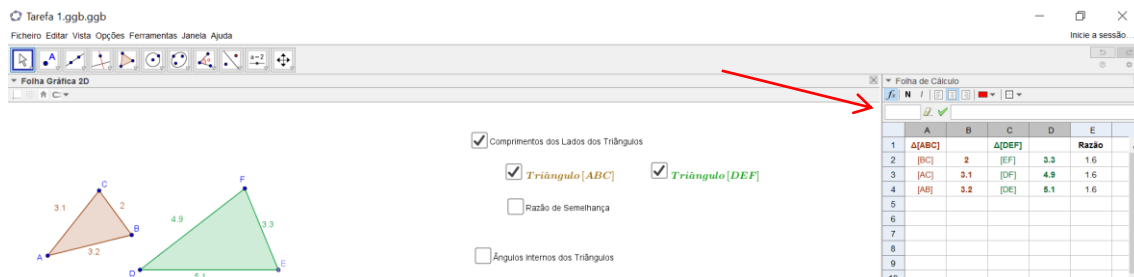 Tarefa 1.ggb.ggb
Ficheiro Editar Vista Opções Ferramentas Janela Ajuda
Inicie a sessão...
A
a=2
Folha Gráfica 2D
Folha de Cálculo
fx N I
Comprimentos dos Lados dos Triângulos
Triângulo[ABC] Triângulo[DEF]
Razão de Semelhança
Ângulos Internos dos Triângulos
C
3.1 2
B
A 3.2
F
4.9 3.3
D 5.1 E
A B C D E
1 Δ[ABC] Δ[DEF] Razão
2 [BC] 2 [EF] 3.3 1.6
3 [AC] 3.1 [DF] 4.9 1.6
4 [AB] 3.2 [DE] 5.1 1.6
5
6
7
8
9
10